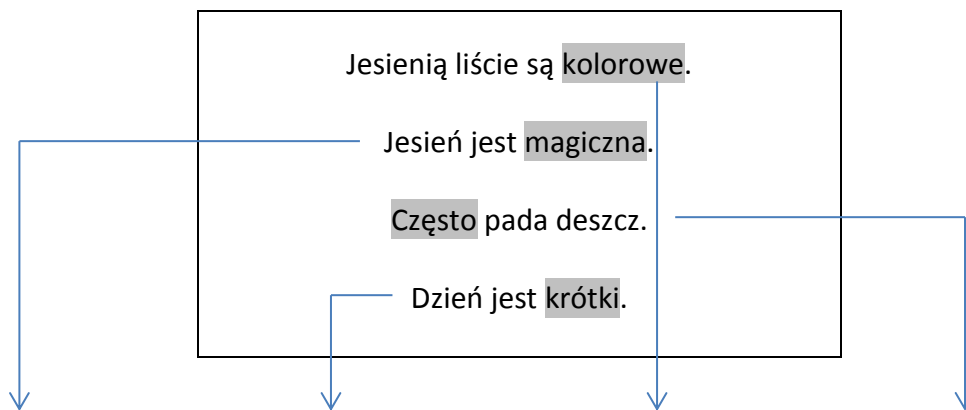 Jesienią liście są kolorowe.
Jesień jest magiczna.
Często pada deszcz.
Dzień jest krótki.